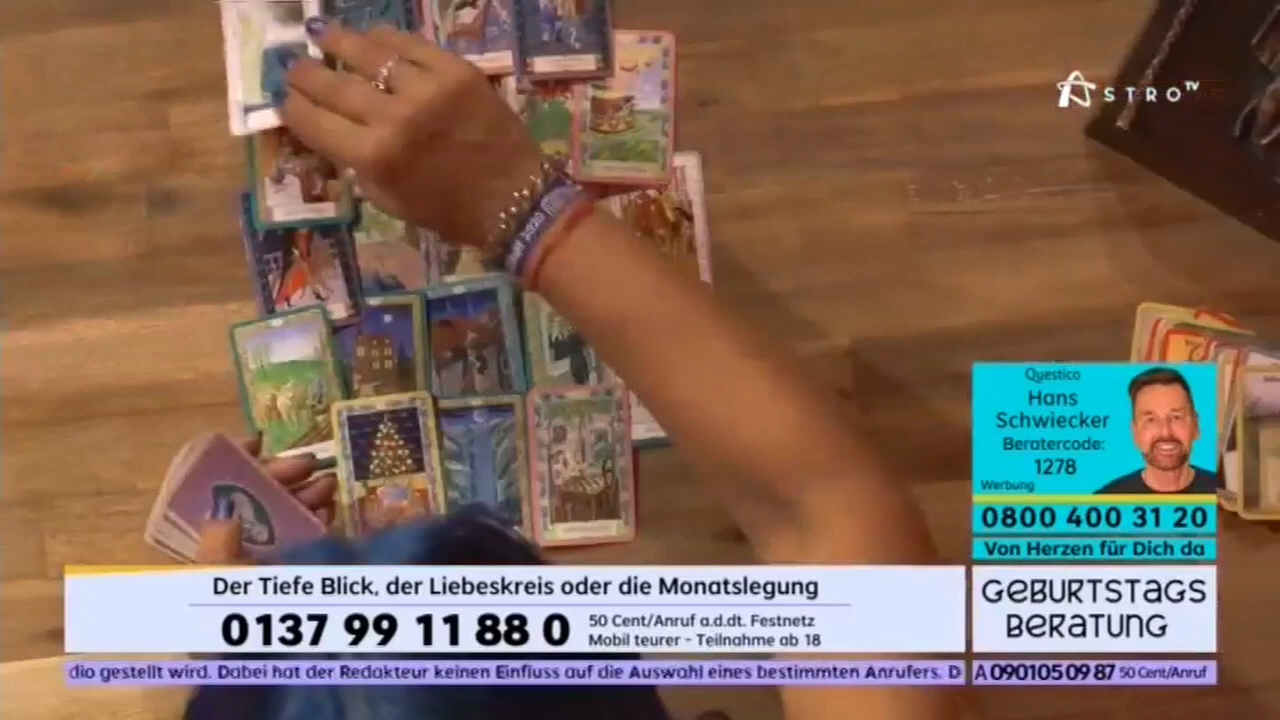 ASTRO TV
Questico
Hans
Schwiecker
Beratercode:
1278
Werbung
0800 400 31 20
Von Herzen für Dich da
Der Tiefe Blick, der Liebeskreis oder die Monatslegung
0137 99 11 88 0
50 Cent/Anruf a.d.dt. Festnetz
Mobil teurer - Teilnahme ab 18
GEBURTSTAGS
BERATUNG
dio gestellt wird. Dabei hat der Redakteur keinen Einfluss auf die Auswahl eines bestimmten Anrufers. D
A 0901050987 50 Cent/Anruf